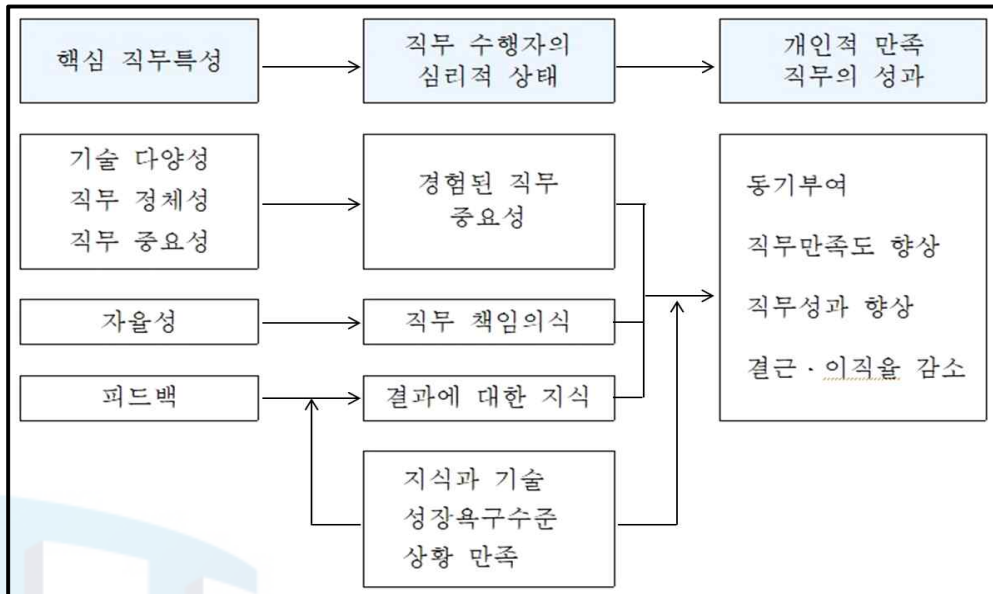 핵심 직무특성
직무 수행자의
심리적 상태
개인적 만족
직무의 성과
기술 다양성
직무 정체성
직무 중요성
경험된 직무
중요성
동기부여
직무만족도 향상
직무성과 향상
결근 · 이직율 감소
자율성
직무 책임의식
피드백
결과에 대한 지식
지식과 기술
성장욕구수준
상황 만족